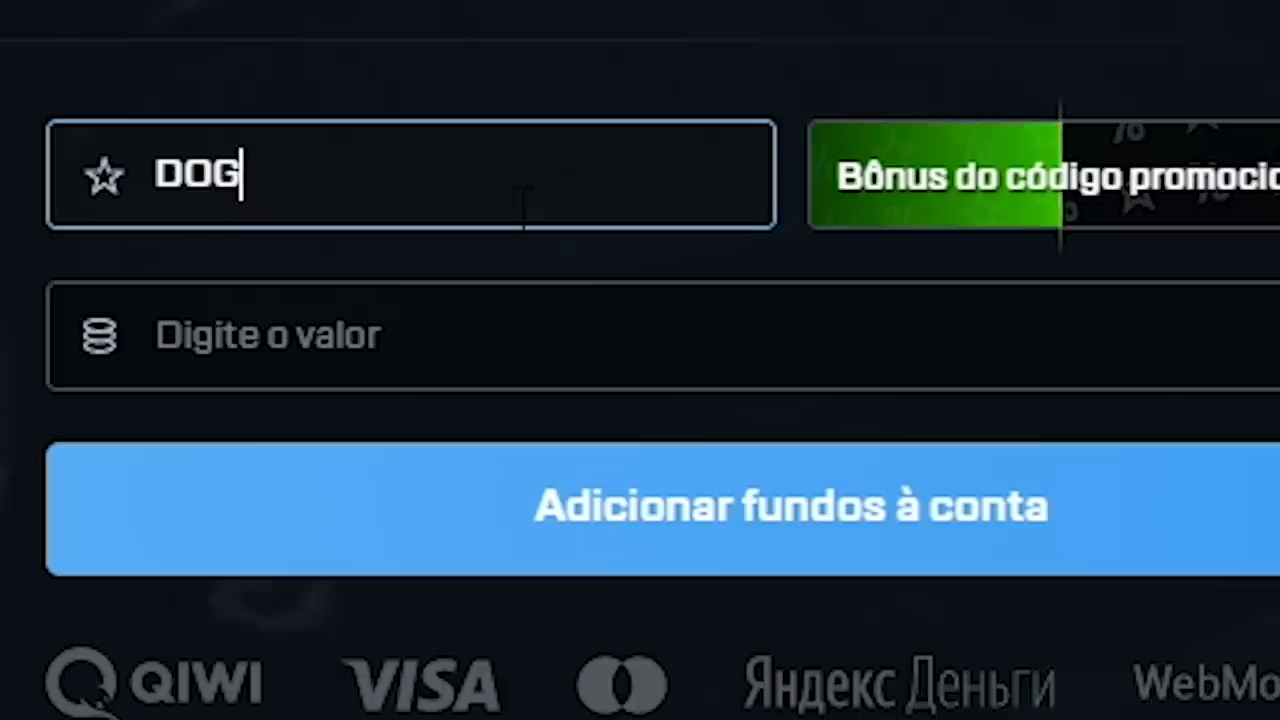 DOG
Bônus do código promocio
Digite o valor
Adicionar fundos à conta
QIWI VISA Яндекс Деньги WebMo